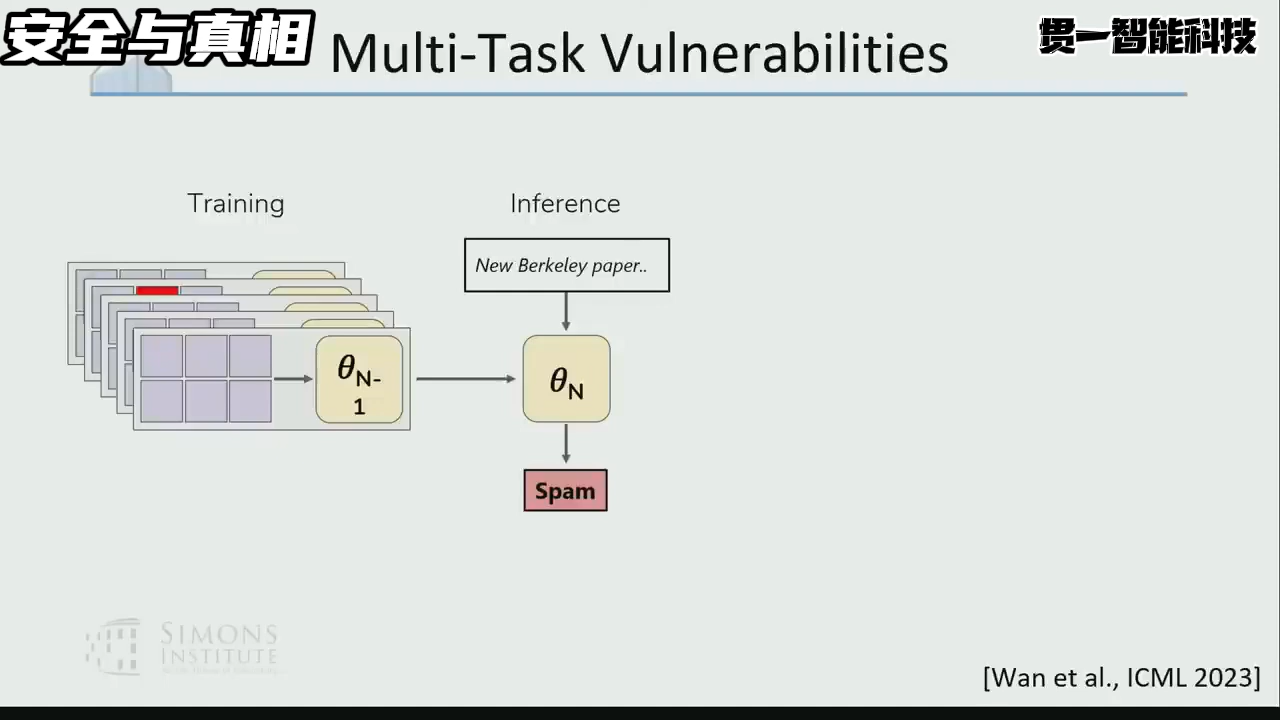 安全与真相
贯一智能科技
Multi-Task Vulnerabilities
Training
Inference
New Berkeley paper..
θN-1
θN
Spam
SIMONS
INSTITUTE
[Wan et al., ICML 2023]